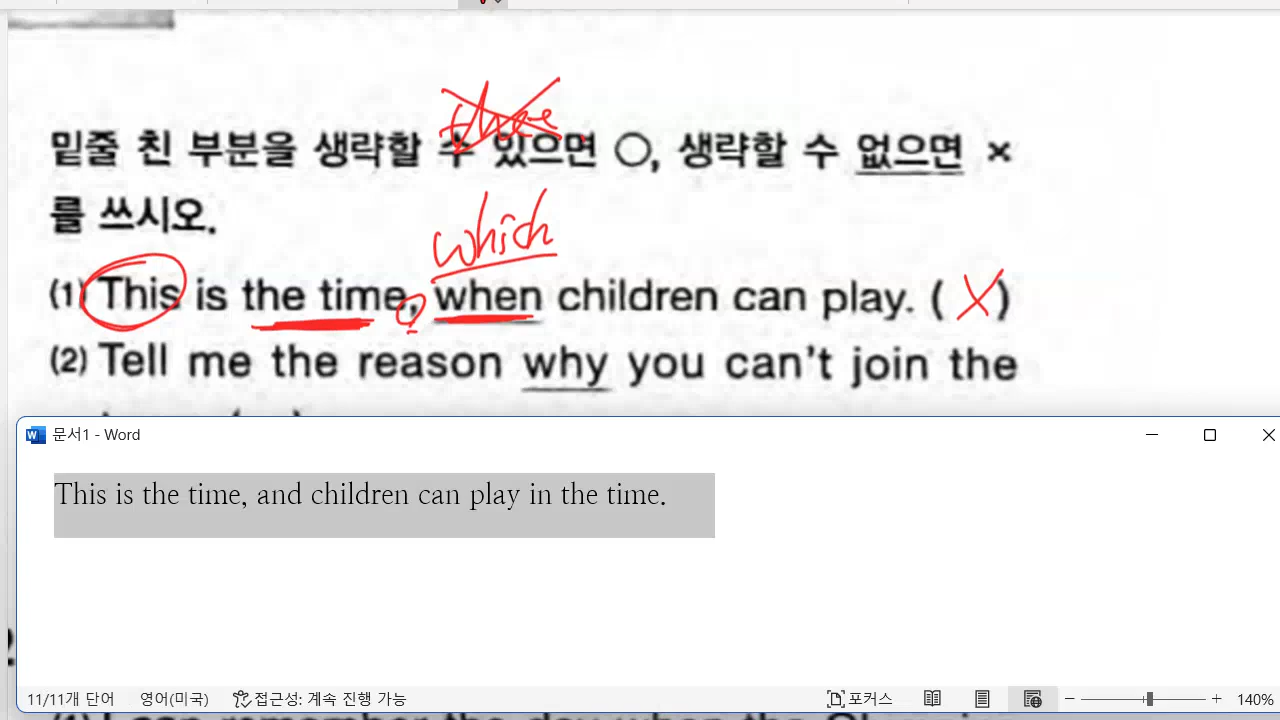 밑줄 친 부분을 생략할 수 있으면 ○, 생략할 수 없으면 ×
를 쓰시오.
which
(1) This is the time, when children can play. ( X )
?
(2) Tell me the reason why you can't join the
문서1 - Word
This is the time, and children can play in the time.
11/11개 단어 영어(미국) 접근성: 계속 진행 가능 포커스 140%